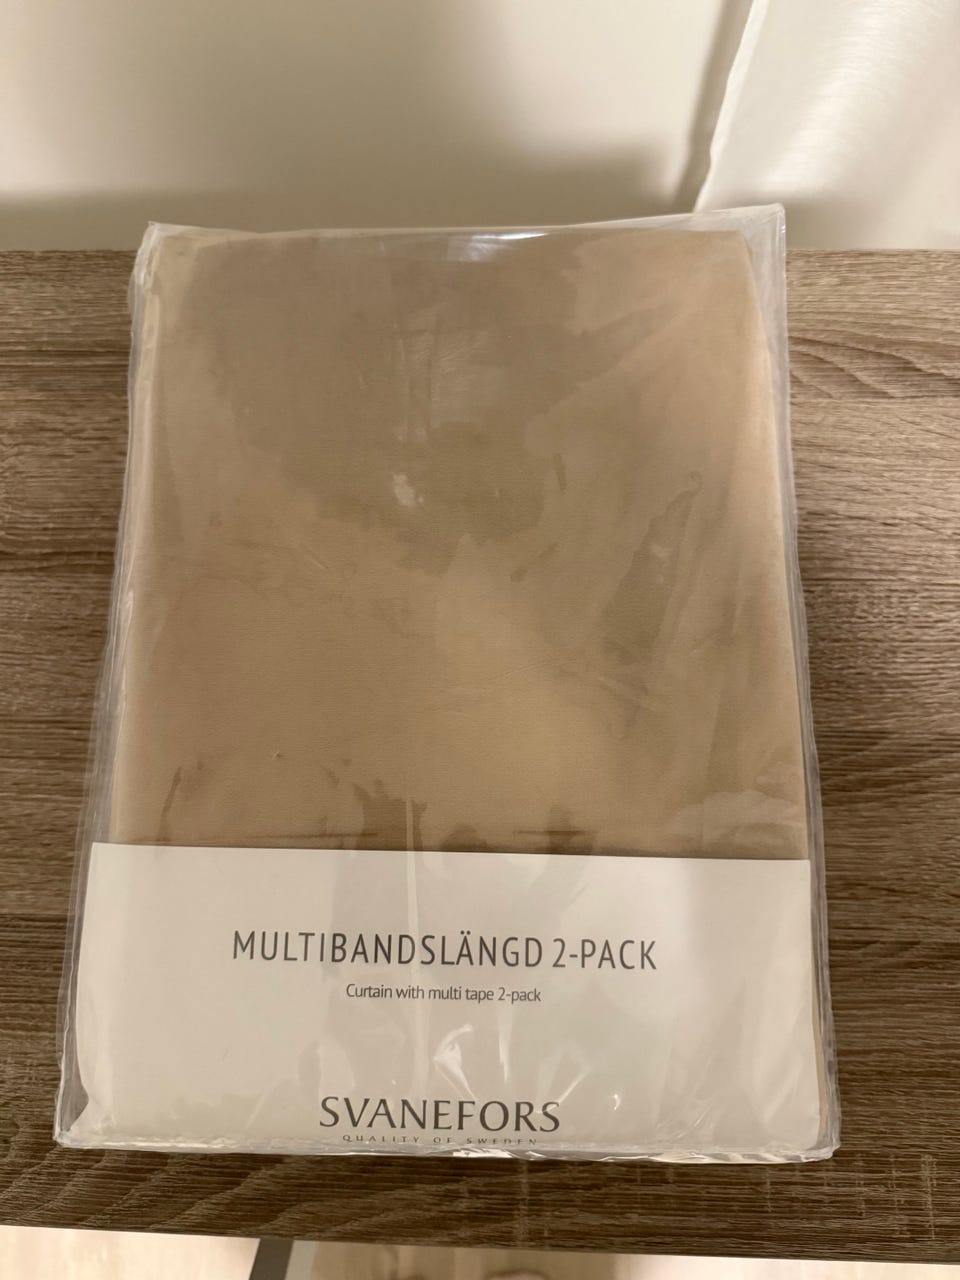 MULTIBANDSLÄNGD 2-PACK
Curtain with multi tape 2-pack
SVANEFORS
QUALITY OF SWEDEN